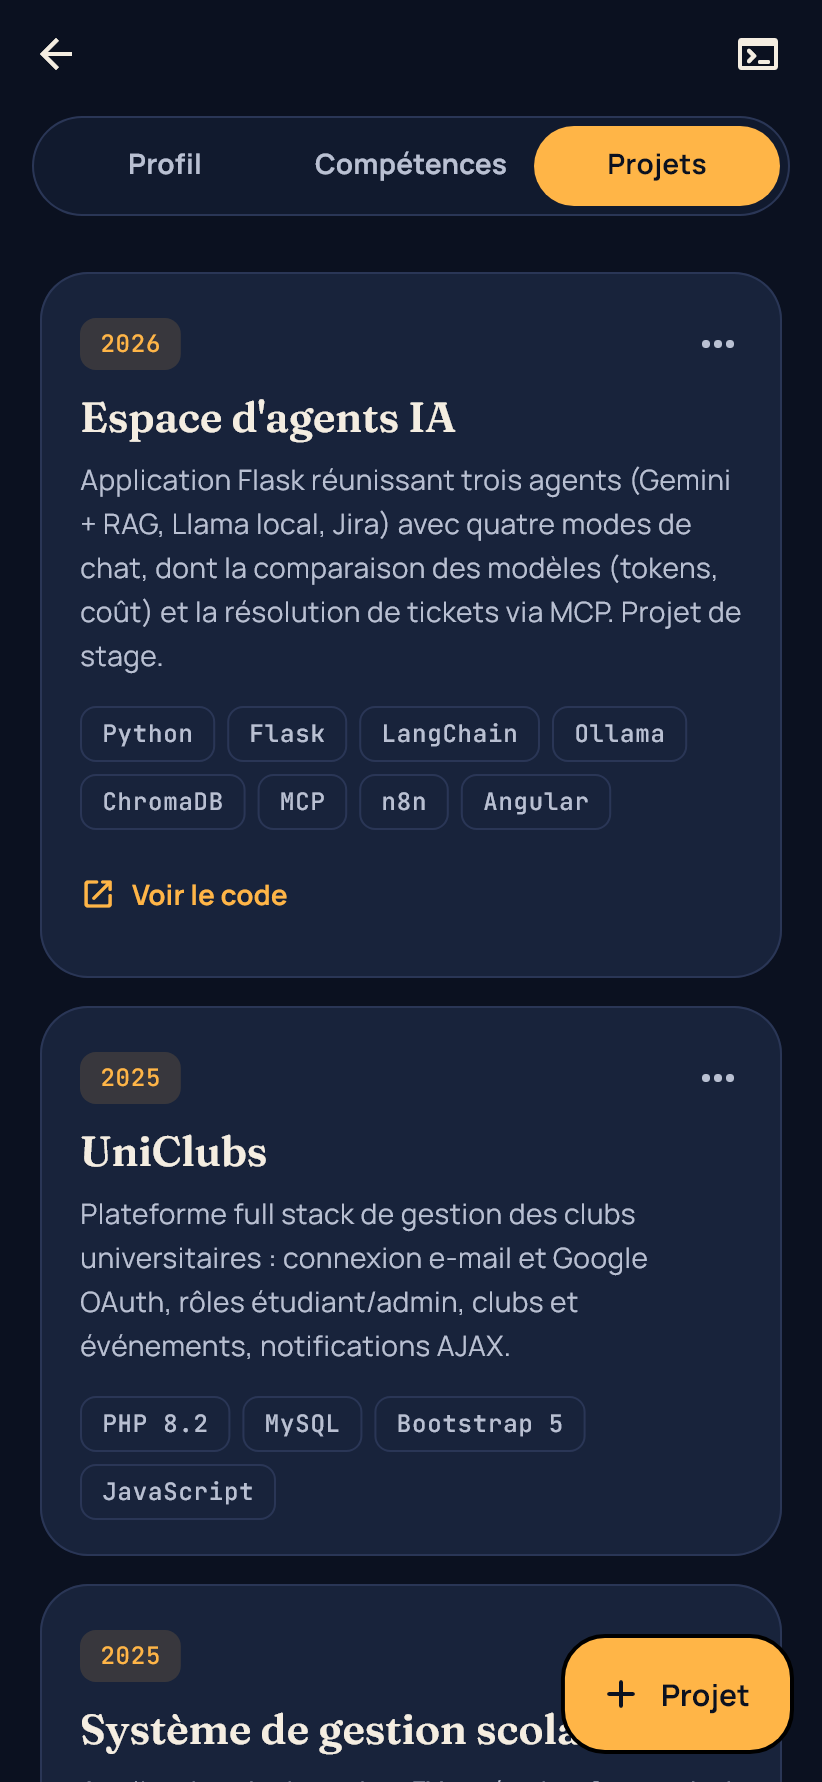 Profil
Compétences
Projets
2026
Espace d'agents IA
Application Flask réunissant trois agents (Gemini
+ RAG, Llama local, Jira) avec quatre modes de
chat, dont la comparaison des modèles (tokens,
coût) et la résolution de tickets via MCP. Projet de
stage.
Python
Flask
LangChain
Ollama
ChromaDB
MCP
n8n
Angular
Voir le code
2025
UniClubs
Plateforme full stack de gestion des clubs
universitaires : connexion e-mail et Google
OAuth, rôles étudiant/admin, clubs et
événements, notifications AJAX.
PHP 8.2
MySQL
Bootstrap 5
JavaScript
2025
Système de gestion scola
+ Projet